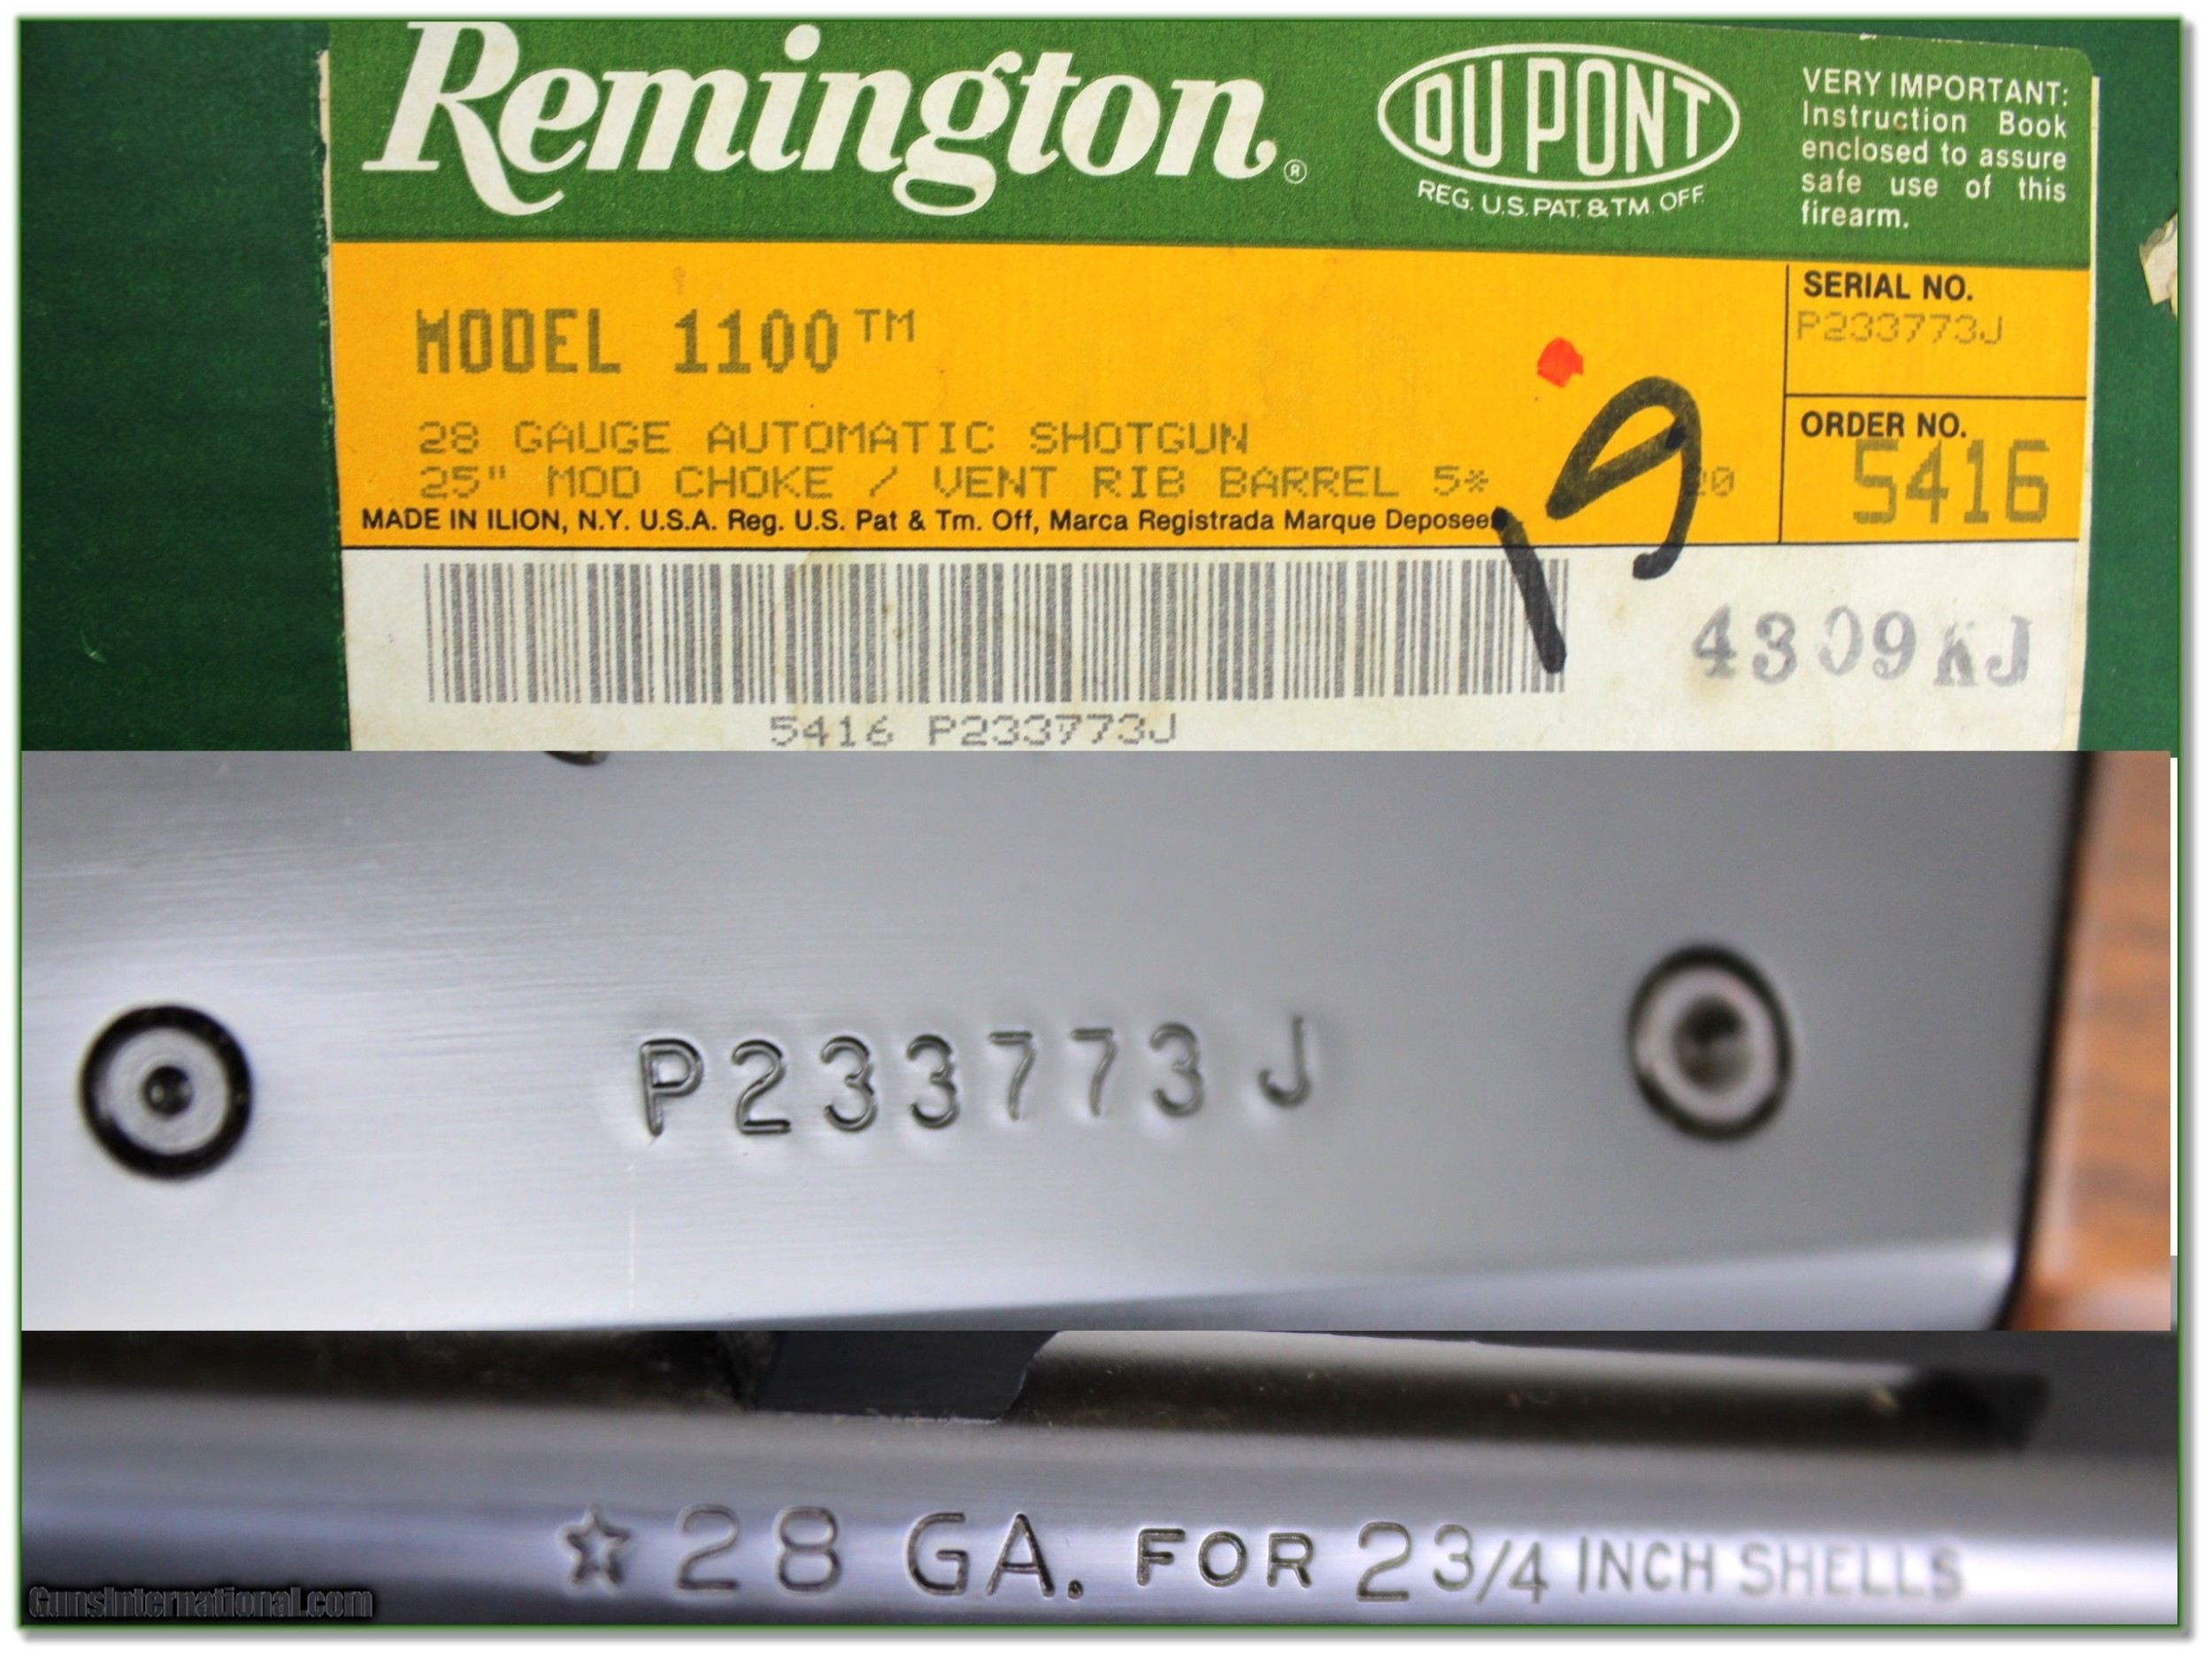 Remington®
DU PONT
REG. U.S. PAT. & TM. OFF.
VERY IMPORTANT:
Instruction Book
enclosed to assure
safe use of this
firearm.
MODEL 1100™
28 GAUGE AUTOMATIC SHOTGUN
25" MOD CHOKE / VENT RIB BARREL 5* 20
MADE IN ILION, N.Y. U.S.A. Reg. U.S. Pat & Tm. Off, Marca Registrada Marque Deposee
SERIAL NO.
P233773J
ORDER NO.
5416
19
4309KJ
5416 P233773J
P233773J
☆28 GA. FOR 2 3/4 INCH SHELLS
GunsInternational.com